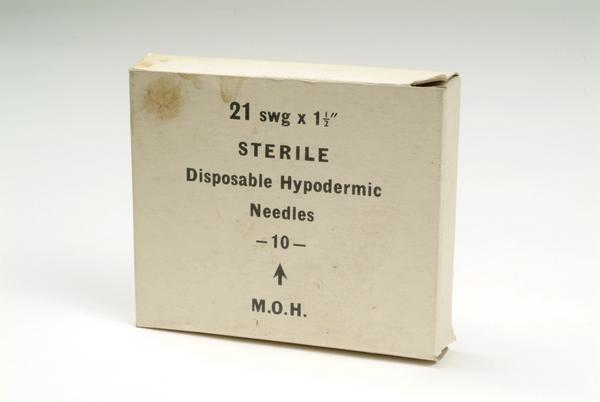 21 swg x 1½"
STERILE
Disposable Hypodermic
Needles
—10—
↑
M.O.H.